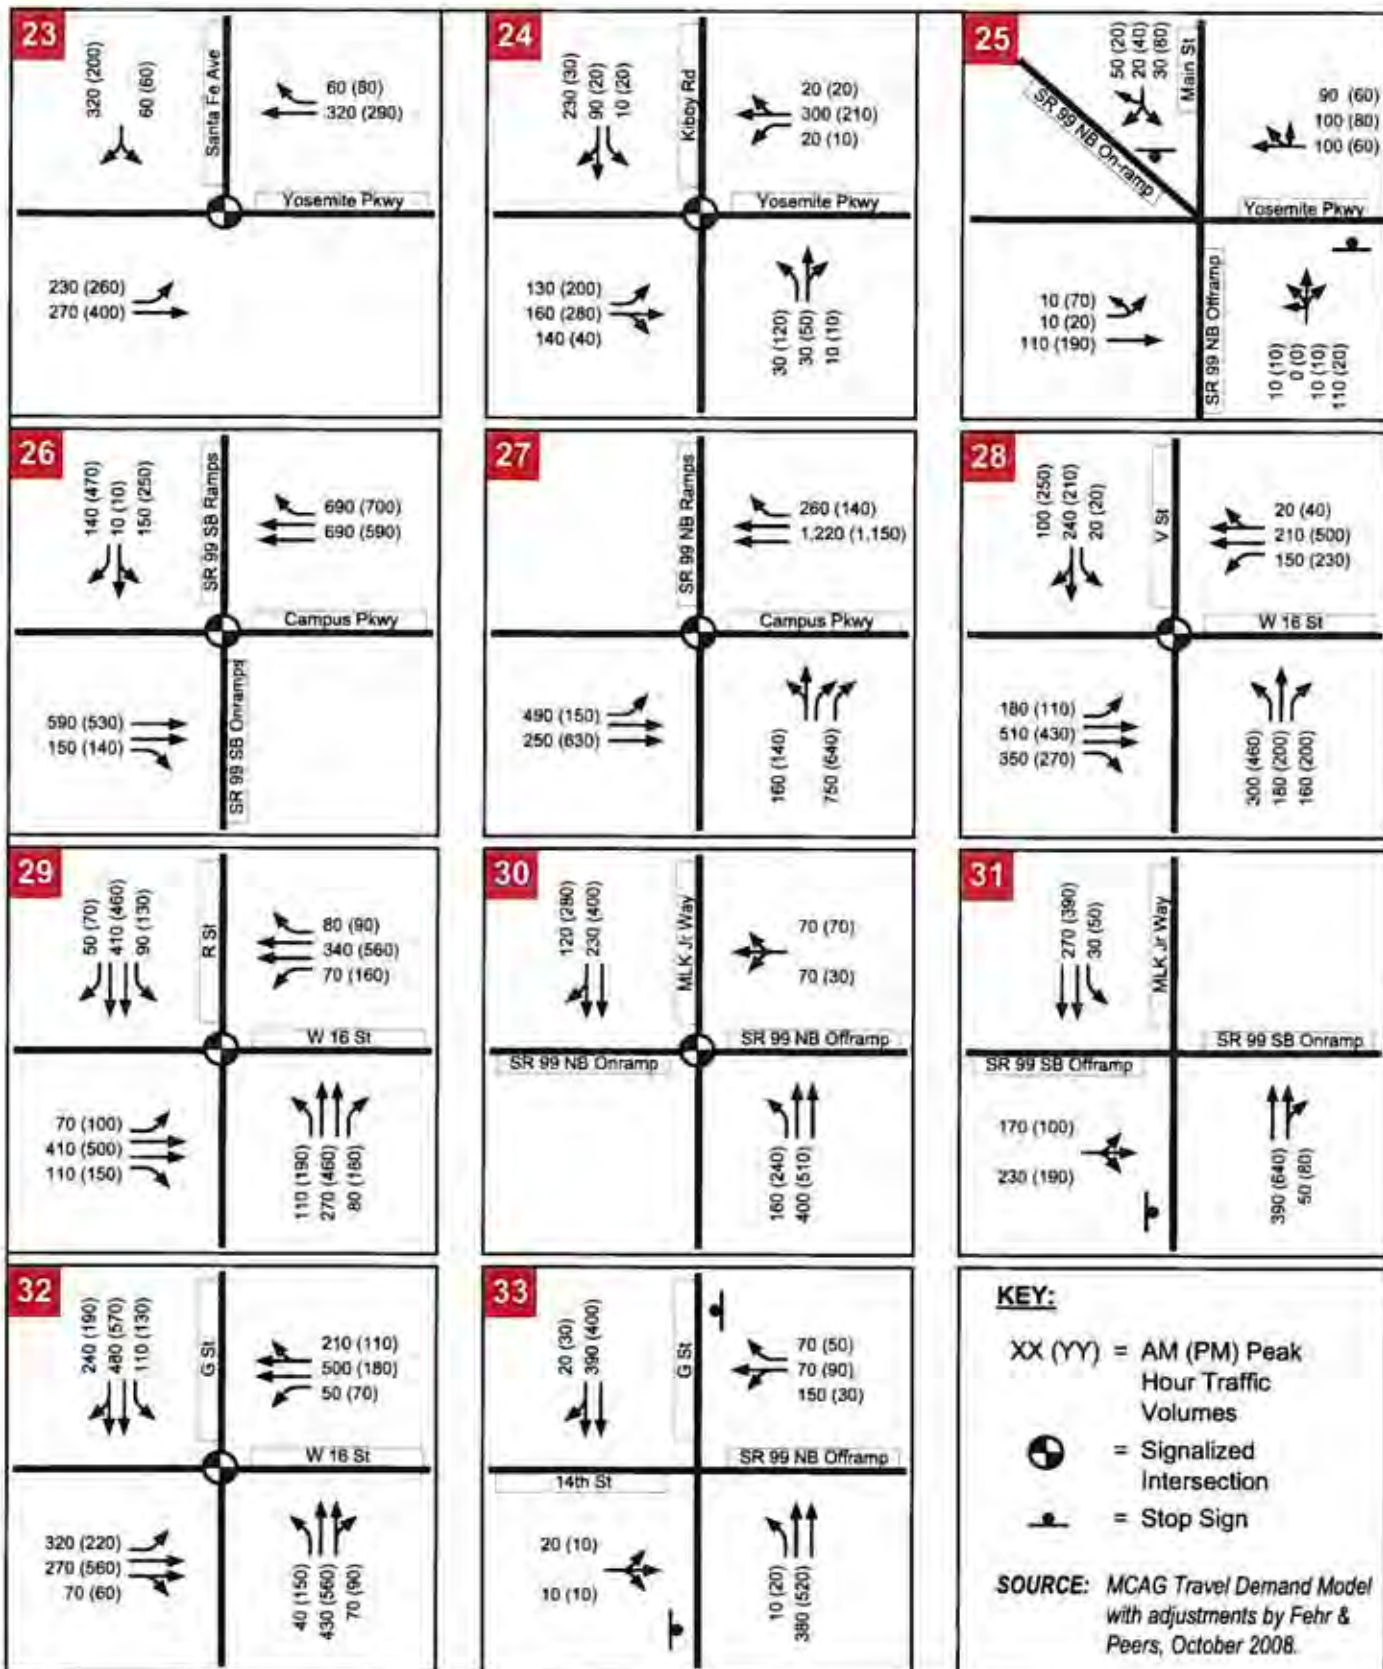 23
320 (200)
60 (60)
Santa Fe Ave
60 (80)
320 (290)
Yosemite Pkwy
230 (260)
270 (400)
24
230 (30)
90 (20)
10 (20)
Kibby Rd
20 (20)
300 (210)
20 (10)
Yosemite Pkwy
130 (200)
160 (280)
140 (40)
30 (120)
30 (50)
10 (10)
25
50 (20)
20 (40)
30 (80)
Main St
SR 99 NB On-ramp
90 (60)
100 (80)
100 (60)
Yosemite Pkwy
10 (70)
10 (20)
110 (190)
SR 99 NB Offramp
10 (10)
0 (0)
10 (10)
110 (20)
26
140 (470)
10 (10)
150 (250)
SR 99 SB Ramps
690 (700)
690 (590)
Campus Pkwy
590 (530)
150 (140)
SR 99 SB Onramps
27
SR 99 NB Ramps
260 (140)
1,220 (1,150)
Campus Pkwy
490 (150)
250 (630)
160 (140)
750 (640)
28
100 (250)
240 (210)
20 (20)
V St
20 (40)
210 (500)
150 (230)
W 16 St
180 (110)
510 (430)
350 (270)
300 (460)
180 (200)
160 (200)
29
50 (70)
410 (460)
90 (130)
R St
80 (90)
340 (560)
70 (160)
W 16 St
70 (100)
410 (500)
110 (150)
110 (190)
270 (460)
80 (180)
30
120 (280)
230 (400)
MLK Jr Way
70 (70)
70 (30)
SR 99 NB Offramp
SR 99 NB Onramp
160 (240)
400 (510)
31
270 (390)
30 (50)
MLK Jr Way
SR 99 SB Onramp
SR 99 SB Offramp
170 (100)
230 (190)
390 (640)
50 (80)
32
240 (190)
480 (570)
110 (130)
G St.
210 (110)
500 (180)
50 (70)
W 16 St
320 (220)
270 (560)
70 (60)
40 (150)
430 (560)
70 (90)
33
20 (30)
390 (400)
G St
70 (50)
70 (90)
150 (30)
SR 99 NB Offramp
14th St
20 (10)
10 (10)
10 (20)
380 (520)
KEY:
XX (YY) = AM (PM) Peak
Hour Traffic
Volumes
= Signalized
Intersection
= Stop Sign
SOURCE: MCAG Travel Demand Model
with adjustments by Fehr &
Peers, October 2008.